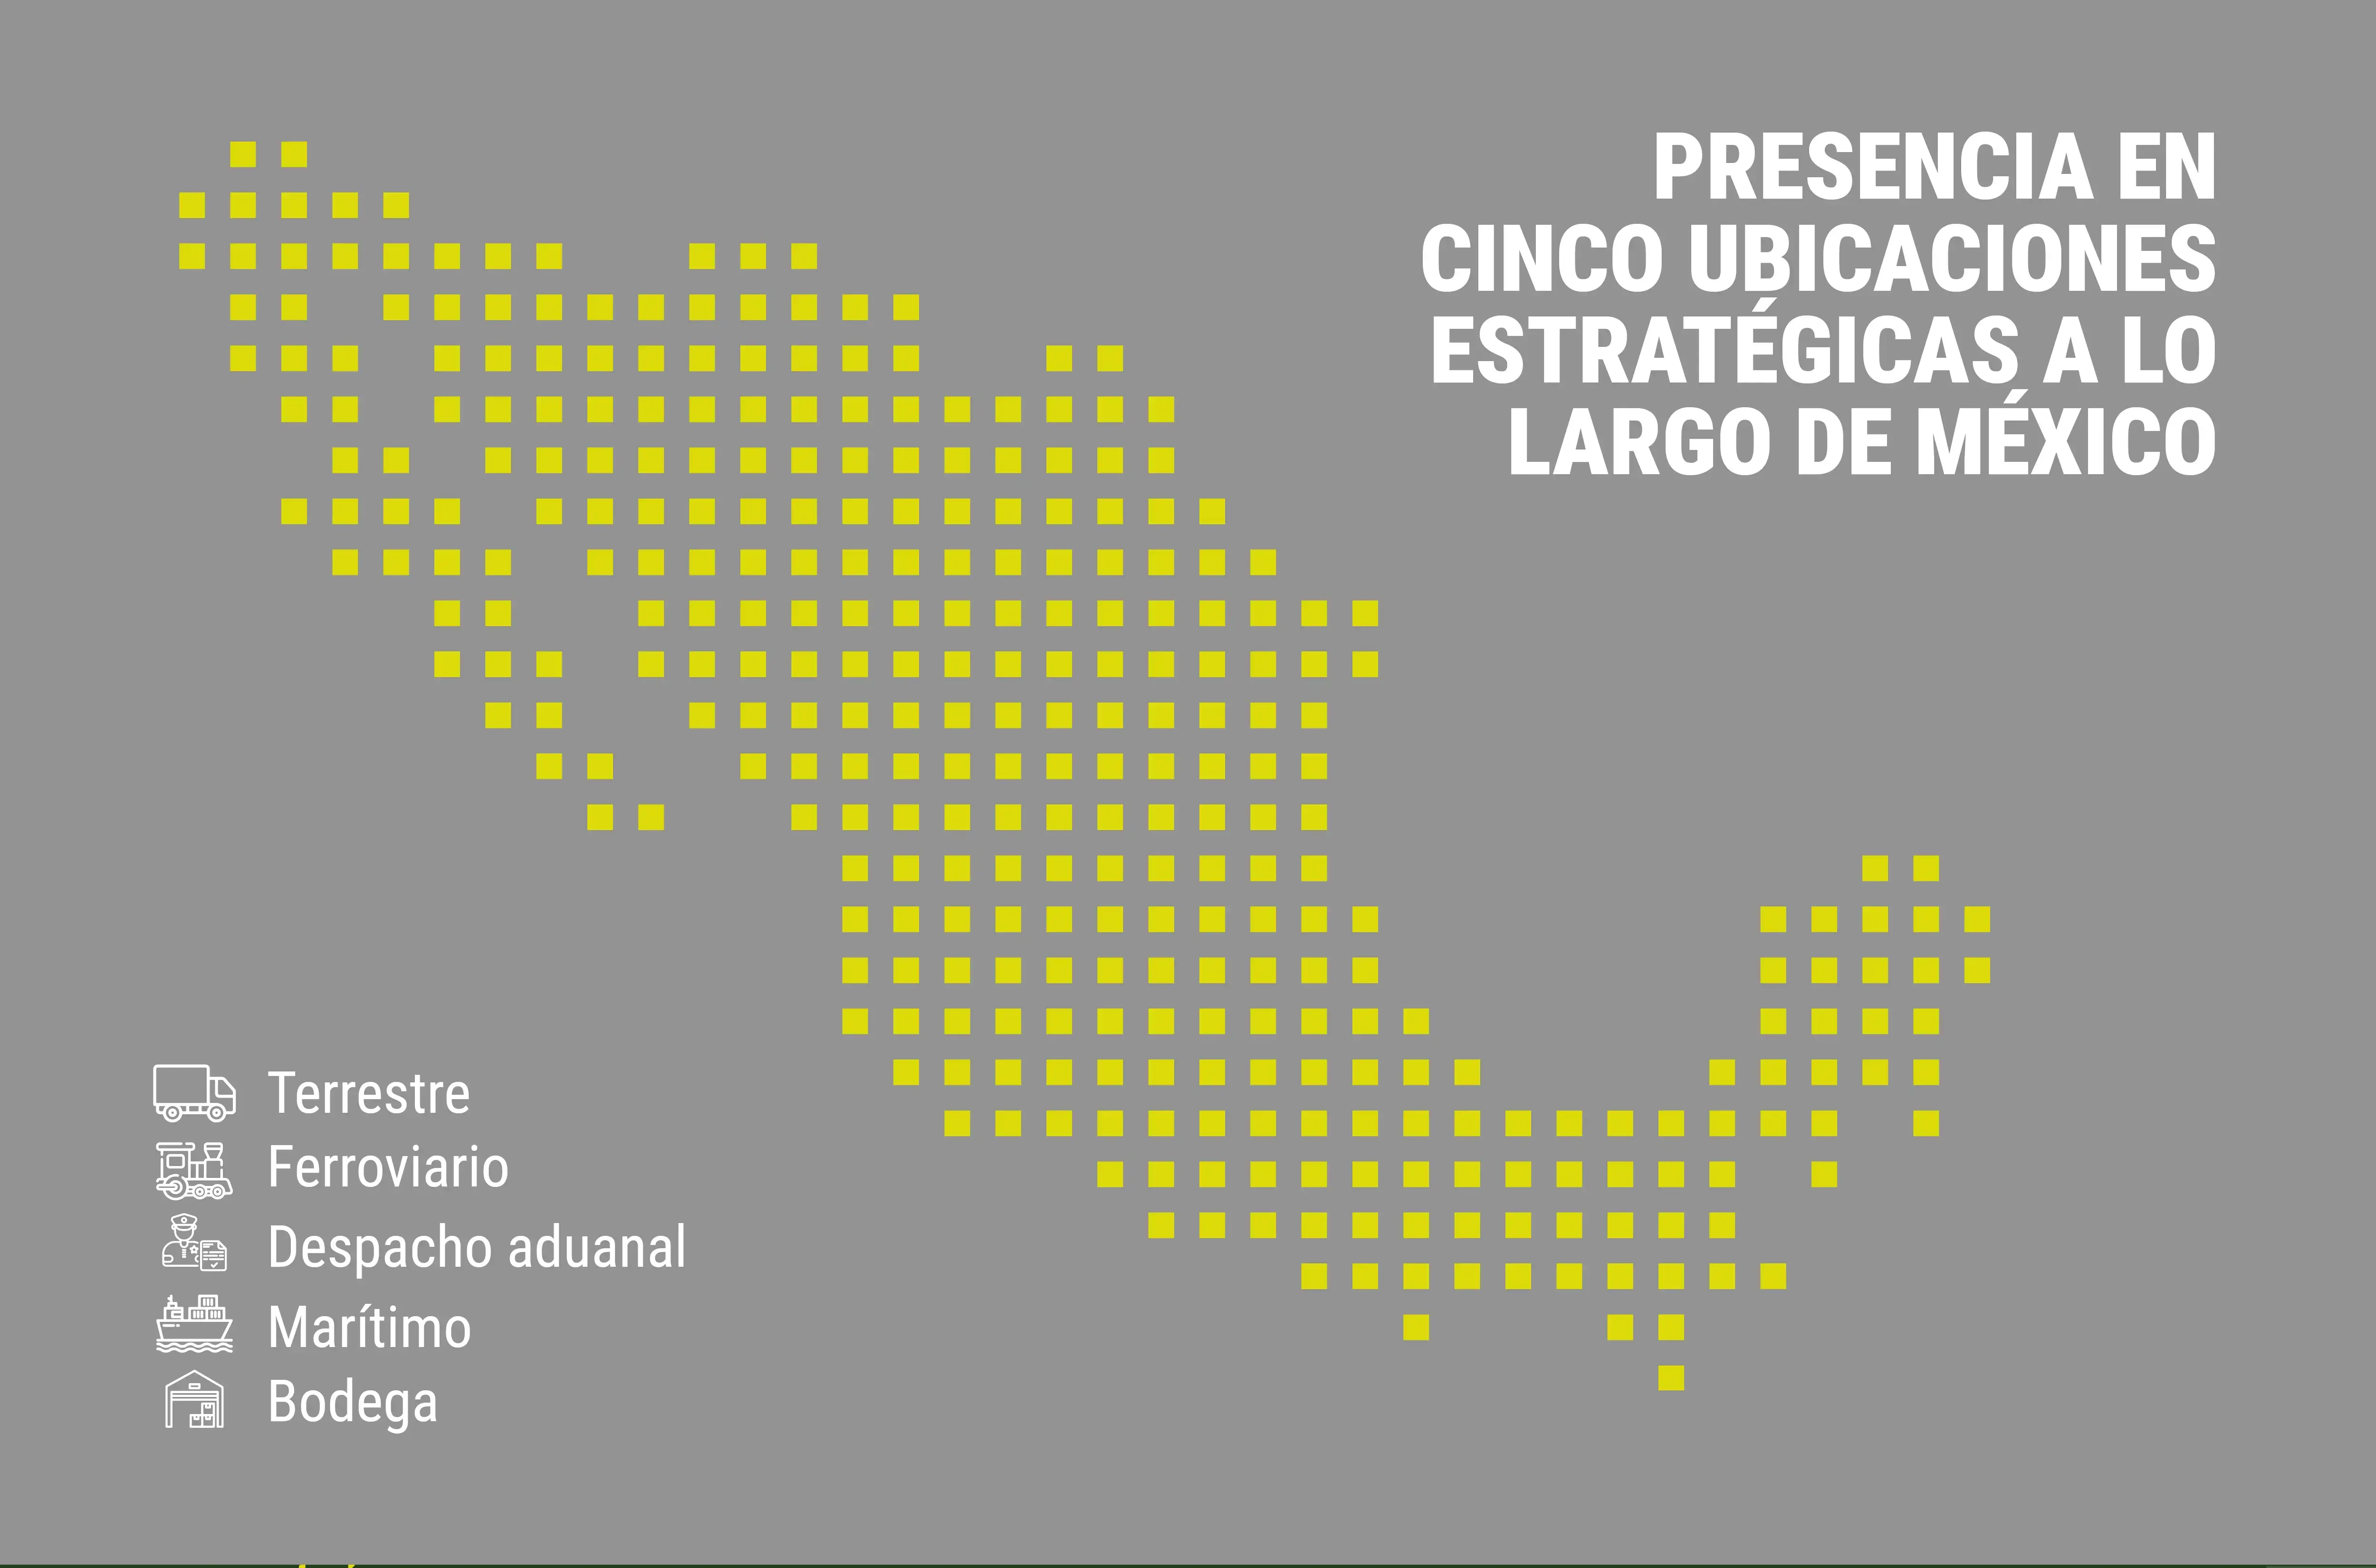 PRESENCIA EN
CINCO UBICACIONES
ESTRATÉGICAS A LO
LARGO DE MÉXICO
Terrestre
Ferroviario
Despacho aduanal
Marítimo
Bodega